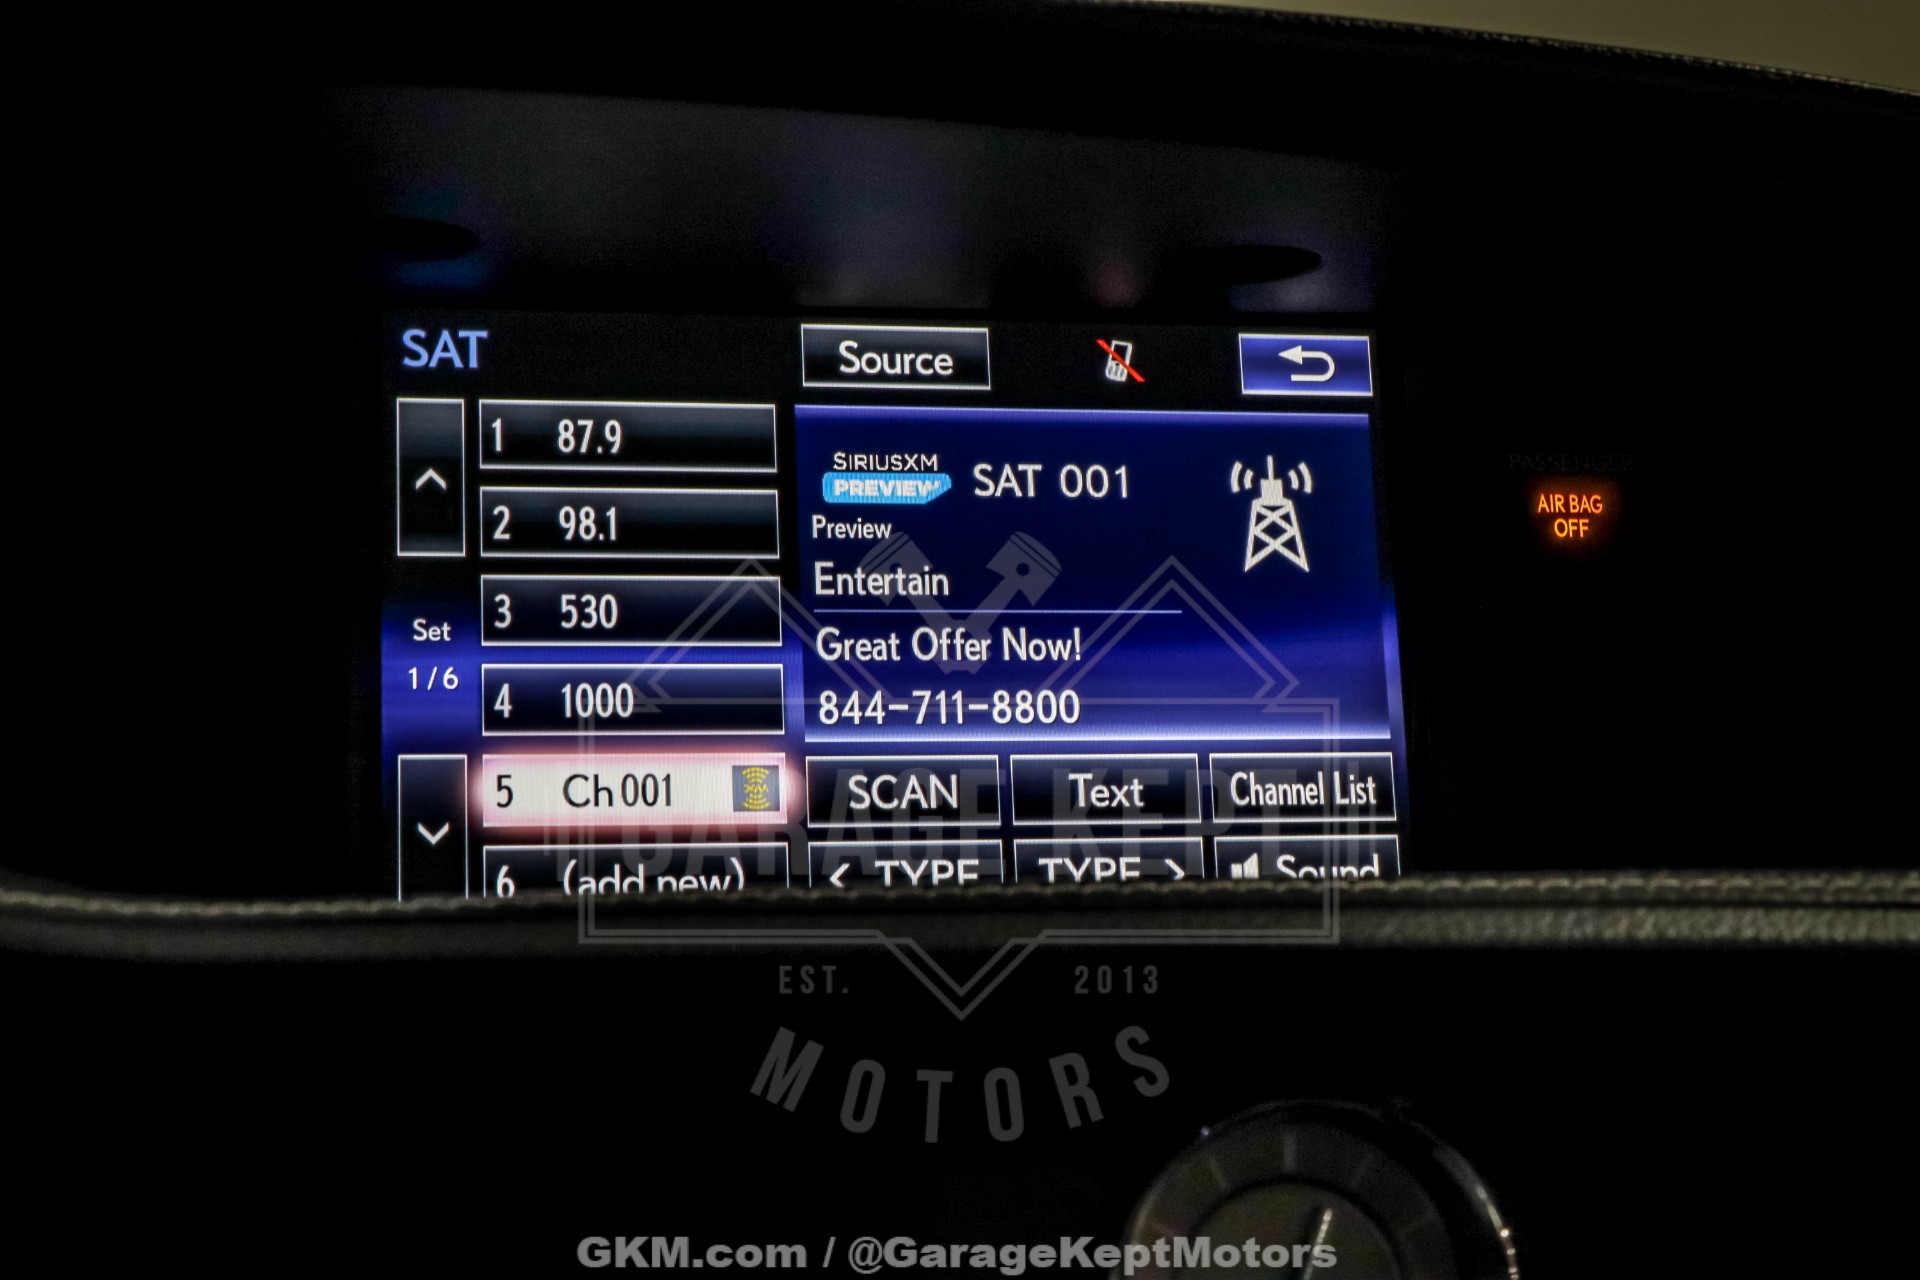 SAT
Source
1 87.9
2 98.1
3 530
4 1000
5 Ch 001
6 (add new)
Set
1 / 6
SIRIUSXM
PREVIEW
SAT 001
Preview
Entertain
Great Offer Now!
844-711-8800
SCAN
Text
Channel List
< TYPE
TYPE >
Sound
PASSENGER
AIR BAG
OFF
GARAGE KEPT
EST. 2013
MOTORS
GKM.com / @GarageKeptMotors